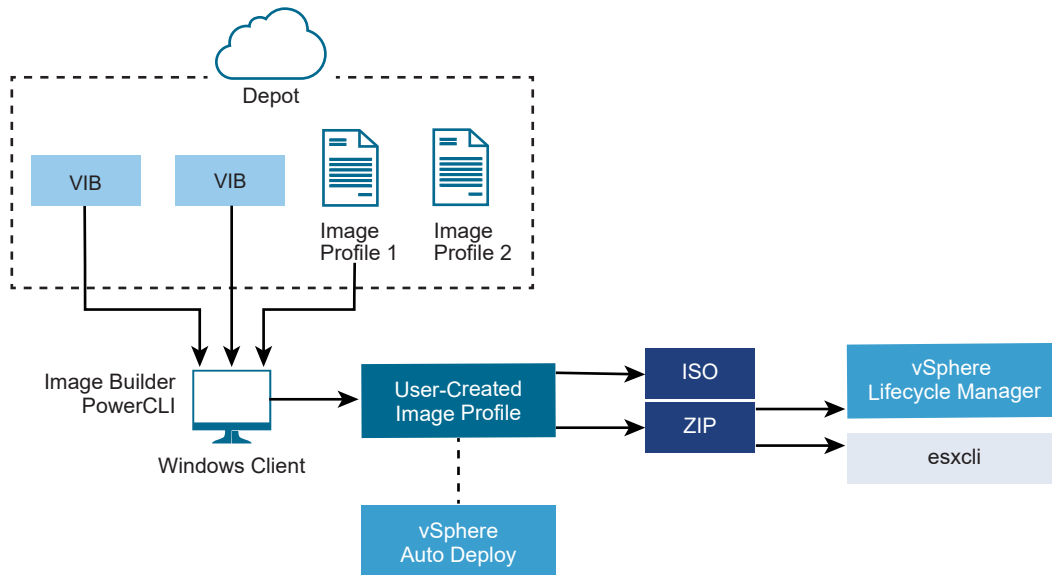 Depot
VIB
VIB
Image
Profile 1
Image
Profile 2
Image Builder
PowerCLI
Windows Client
User-Created
Image Profile
ISO
ZIP
vSphere
Lifecycle Manager
esxcli
vSphere
Auto Deploy